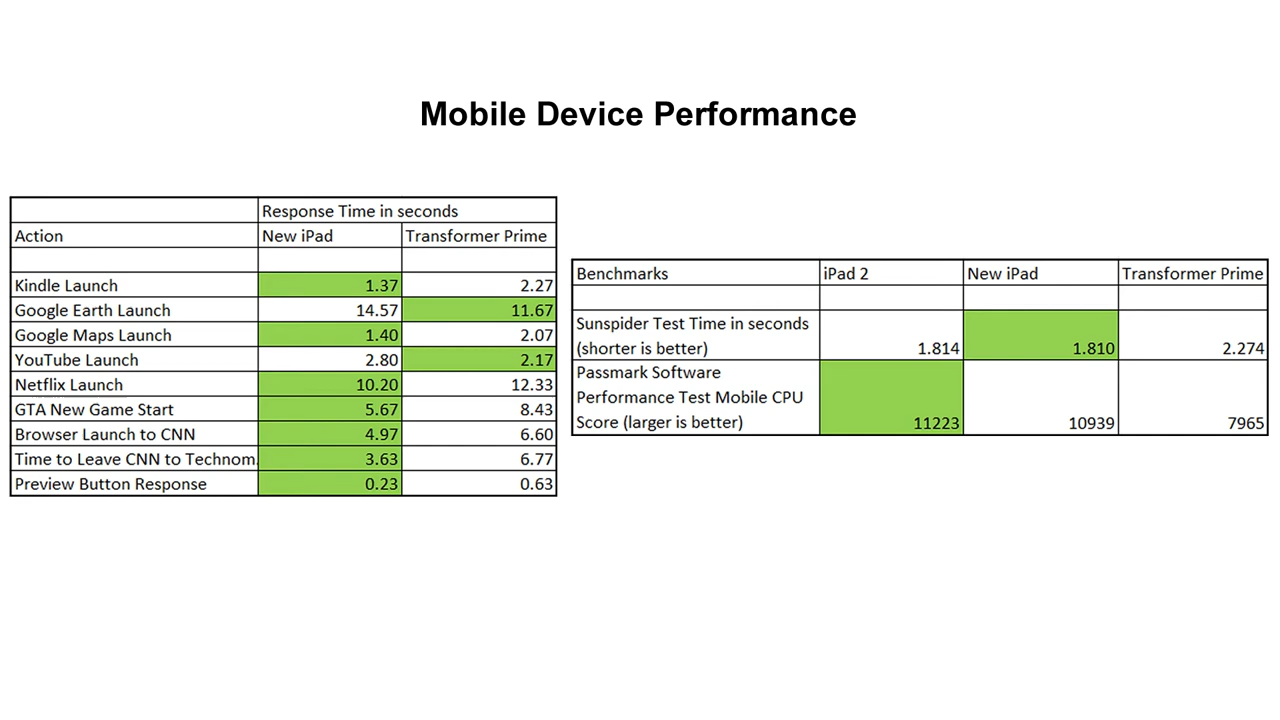 Mobile Device Performance
Response Time in seconds
Action New iPad Transformer Prime
Kindle Launch 1.37 2.27
Google Earth Launch 14.57 11.67
Google Maps Launch 1.40 2.07
YouTube Launch 2.80 2.17
Netflix Launch 10.20 12.33
GTA New Game Start 5.67 8.43
Browser Launch to CNN 4.97 6.60
Time to Leave CNN to Technom. 3.63 6.77
Preview Button Response 0.23 0.63
Benchmarks iPad 2 New iPad Transformer Prime
Sunspider Test Time in seconds
(shorter is better) 1.814 1.810 2.274
Passmark Software
Performance Test Mobile CPU
Score (larger is better) 11223 10939 7965